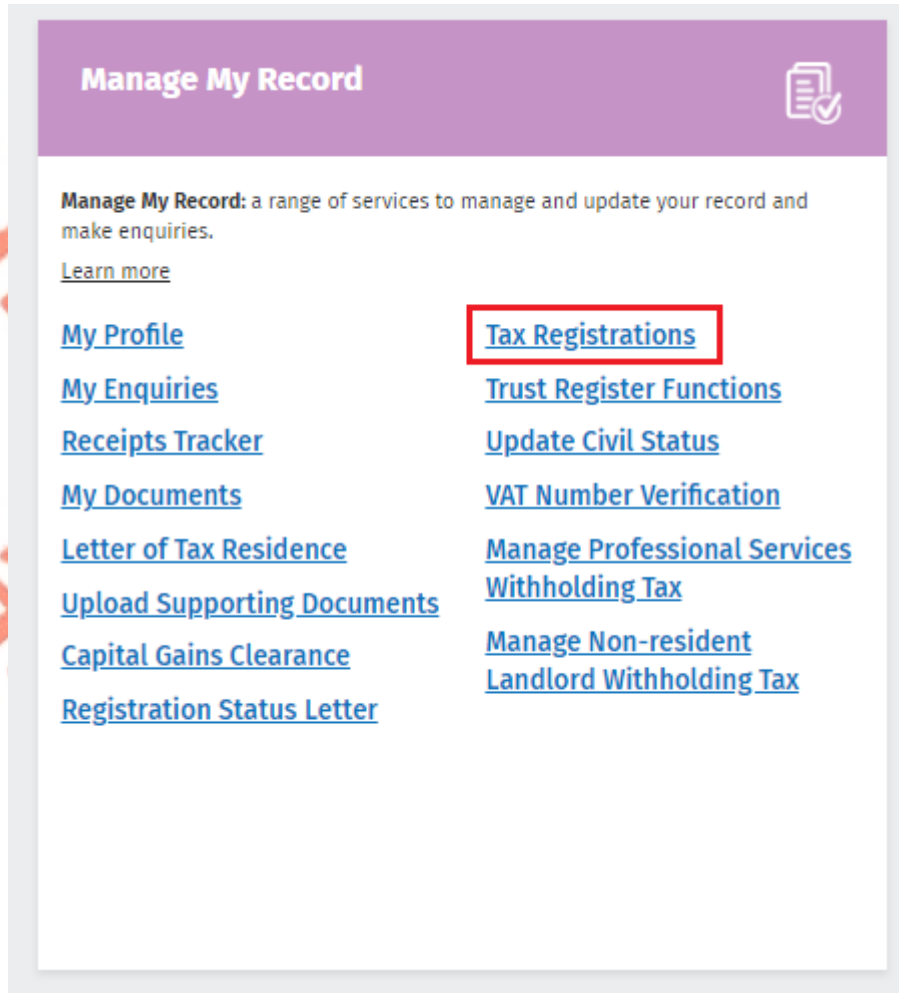 Manage My Record
Manage My Record: a range of services to manage and update your record and
make enquiries.
Learn more
My Profile
My Enquiries
Receipts Tracker
My Documents
Letter of Tax Residence
Upload Supporting Documents
Capital Gains Clearance
Registration Status Letter
Tax Registrations
Trust Register Functions
Update Civil Status
VAT Number Verification
Manage Professional Services
Withholding Tax
Manage Non-resident
Landlord Withholding Tax